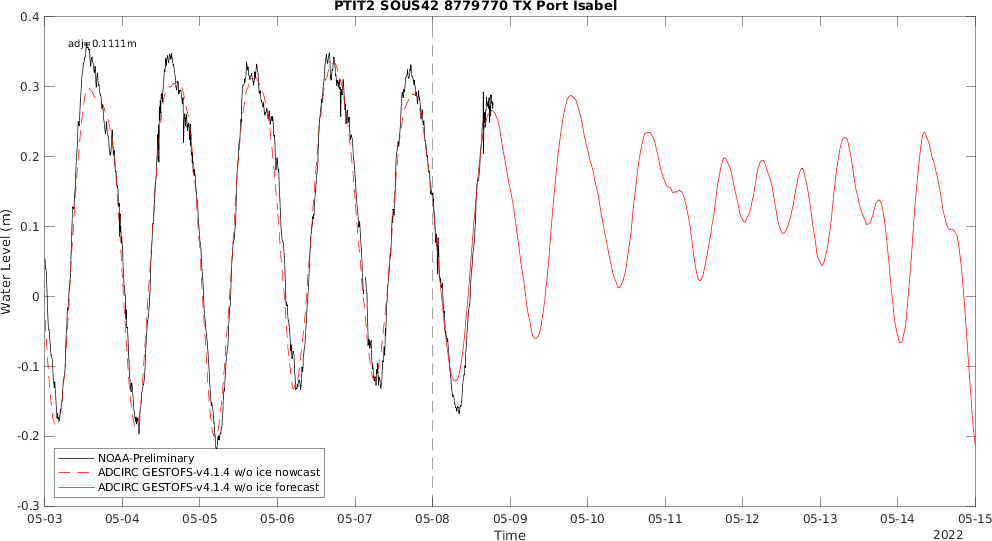 PTIT2 SOUS42 8779770 TX Port Isabel
adj=0.1111m
0.4
0.3
0.2
0.1
0
-0.1
-0.2
-0.3
Water Level (m)
NOAA-Preliminary
ADCIRC GESTOFS-v4.1.4 w/o ice nowcast
ADCIRC GESTOFS-v4.1.4 w/o ice forecast
05-03 05-04 05-05 05-06 05-07 05-08 05-09 05-10 05-11 05-12 05-13 05-14 05-15
Time
2022